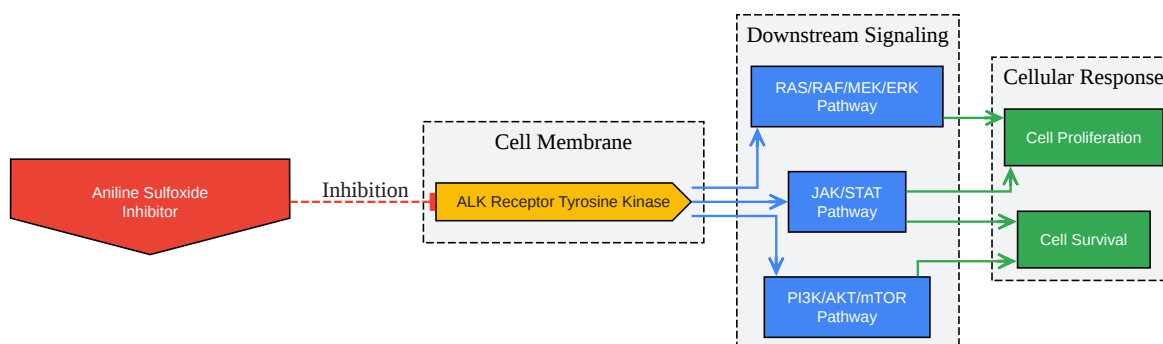 Downstream Signaling
Cellular Response
RAS/RAF/MEK/ERK
Pathway
Cell Membrane
Cell Proliferation
Aniline Sulfoxide
Inhibitor
Inhibition
ALK Receptor Tyrosine Kinase
JAK/STAT
Pathway
Cell Survival
PI3K/AKT/mTOR
Pathway